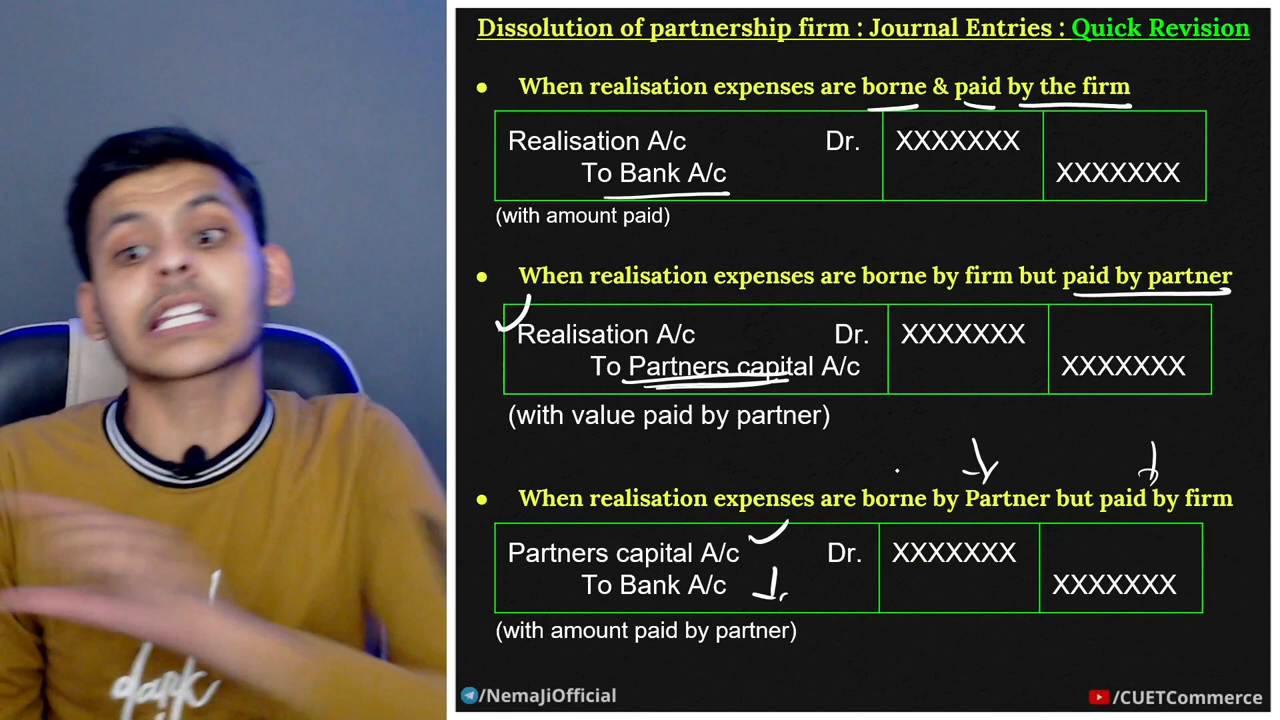 Dissolution of partnership firm : Journal Entries : Quick Revision
● When realisation expenses are borne & paid by the firm
Realisation A/c Dr. XXXXXXX
To Bank A/c XXXXXXX
(with amount paid)
● When realisation expenses are borne by firm but paid by partner
Realisation A/c Dr. XXXXXXX
To Partners capital A/c XXXXXXX
(with value paid by partner)
● When realisation expenses are borne by Partner but paid by firm
Partners capital A/c Dr. XXXXXXX
To Bank A/c XXXXXXX
(with amount paid by partner)
dark
/NemaJiOfficial
/CUETCommerce